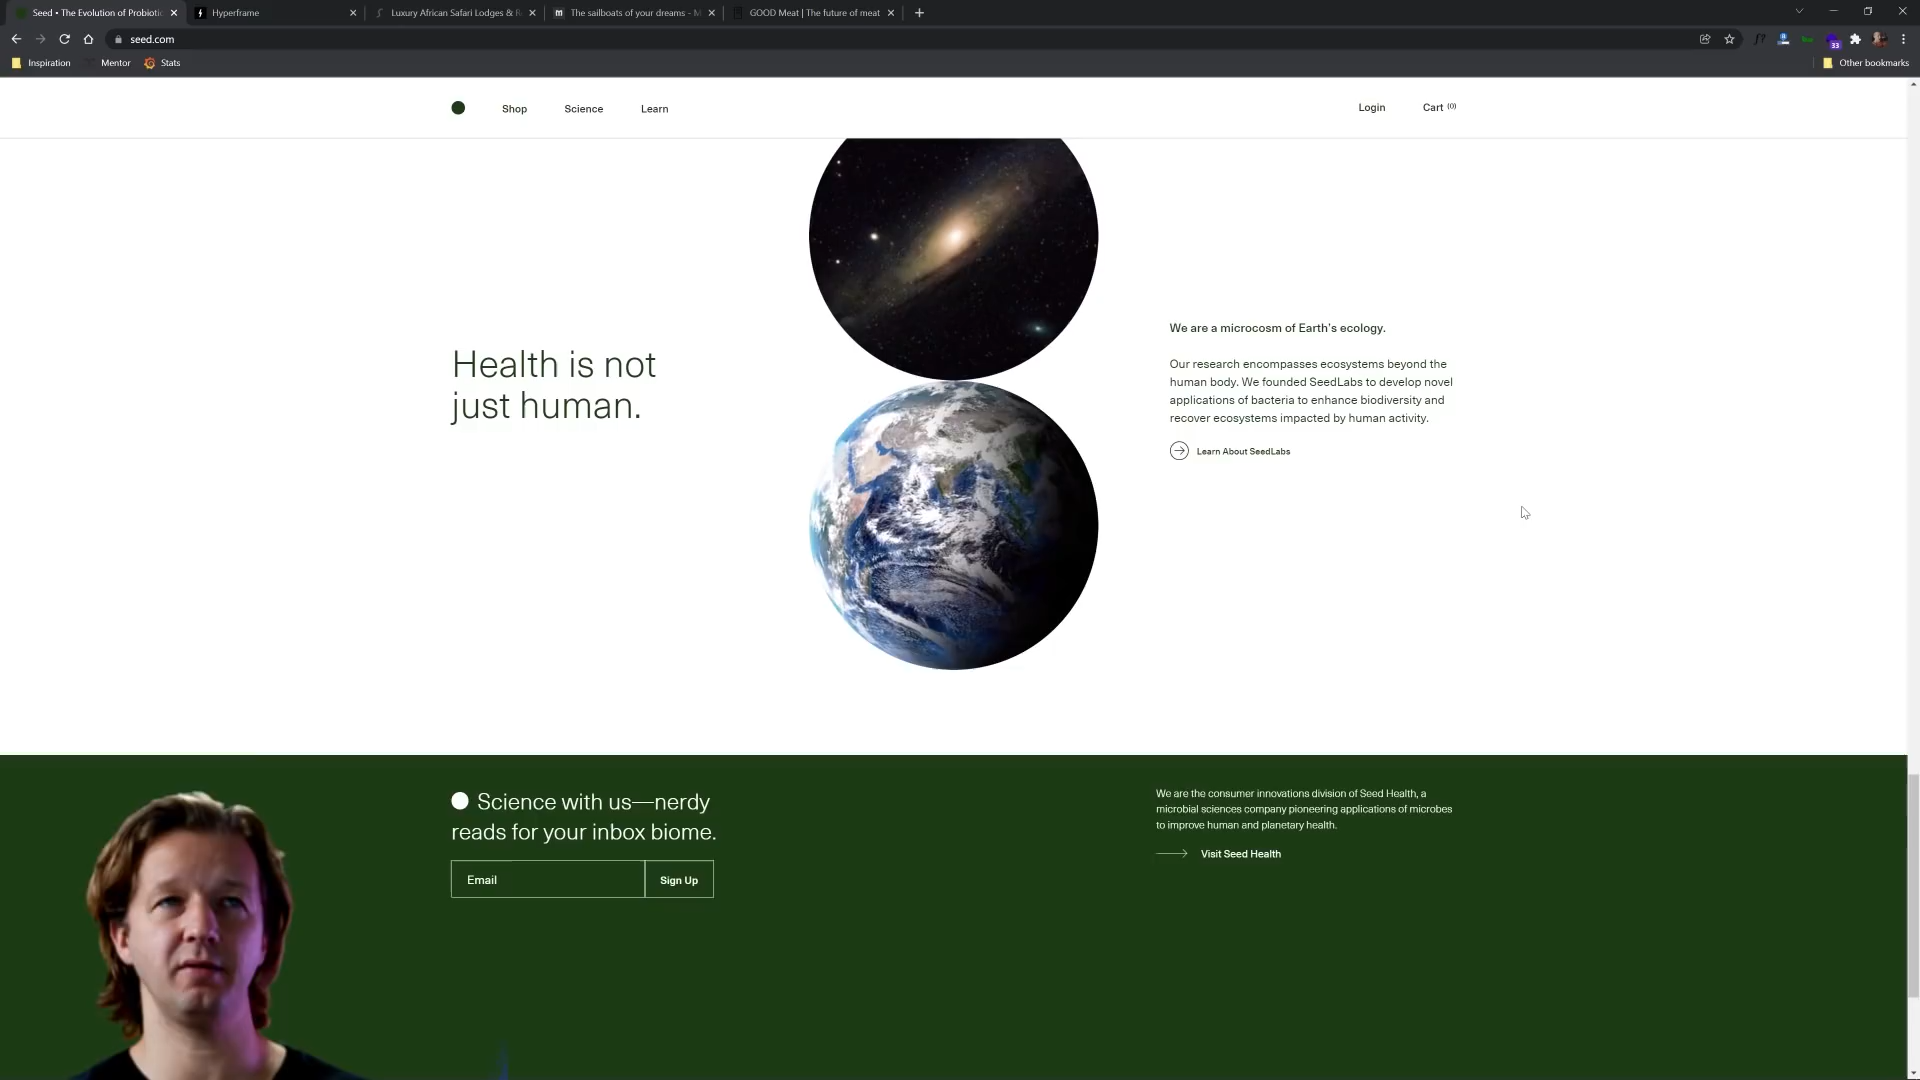 Seed • The Evolution of Probiotic
Hyperframe
Luxury African Safari Lodges & R
The sailboats of your dreams - M
GOOD Meat | The future of meat
seed.com
33
Inspiration
Mentor
Stats
Other bookmarks
Shop
Science
Learn
Login
Cart (0)
Health is not
just human.
We are a microcosm of Earth's ecology.
Our research encompasses ecosystems beyond the
human body. We founded SeedLabs to develop novel
applications of bacteria to enhance biodiversity and
recover ecosystems impacted by human activity.
Learn About SeedLabs
Science with us—nerdy
reads for your inbox biome.
Email
Sign Up
We are the consumer innovations division of Seed Health, a
microbial sciences company pioneering applications of microbes
to improve human and planetary health.
Visit Seed Health